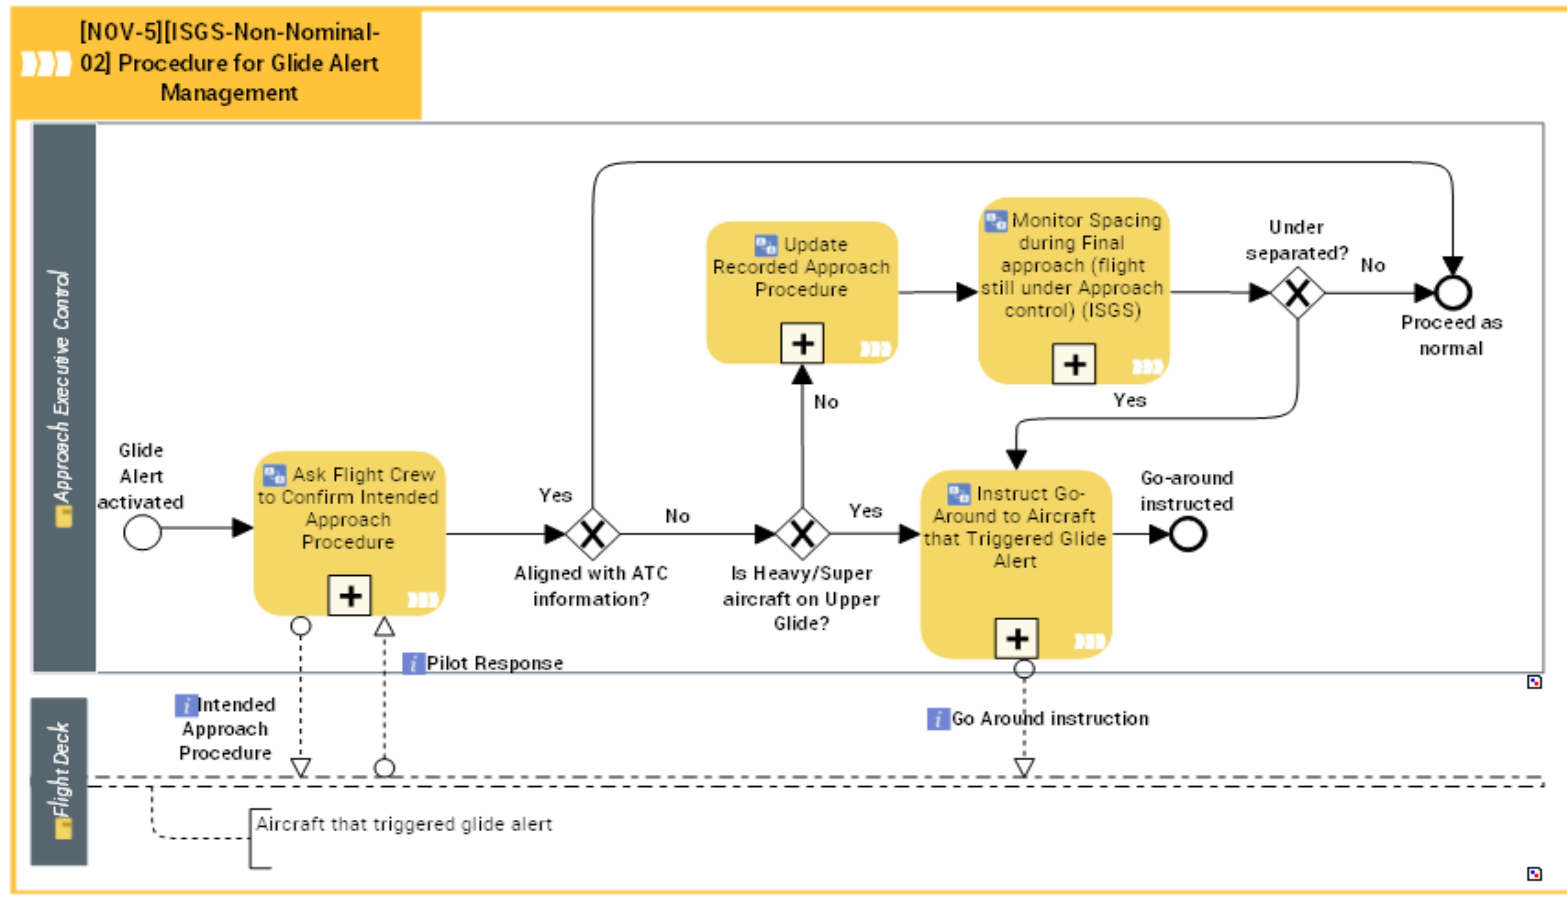 [NOV-5][ISGS-Non-Nominal-
02] Procedure for Glide Alert
Management
Approach Executive Control
Glide
Alert
activated
Ask Flight Crew
to Confirm Intended
Approach
Procedure
Yes
No
Aligned with ATC
information?
Update
Recorded Approach
Procedure
No
Is Heavy/Super
aircraft on Upper
Glide?
Yes
Monitor Spacing
during Final
approach (flight
still under Approach
control) (ISGS)
Under
separated?
No
Yes
Proceed as
normal
Instruct Go-
Around to Aircraft
that Triggered Glide
Alert
Go-around
instructed
Pilot Response
Intended
Approach
Procedure
Go Around instruction
Flight Deck
Aircraft that triggered glide alert